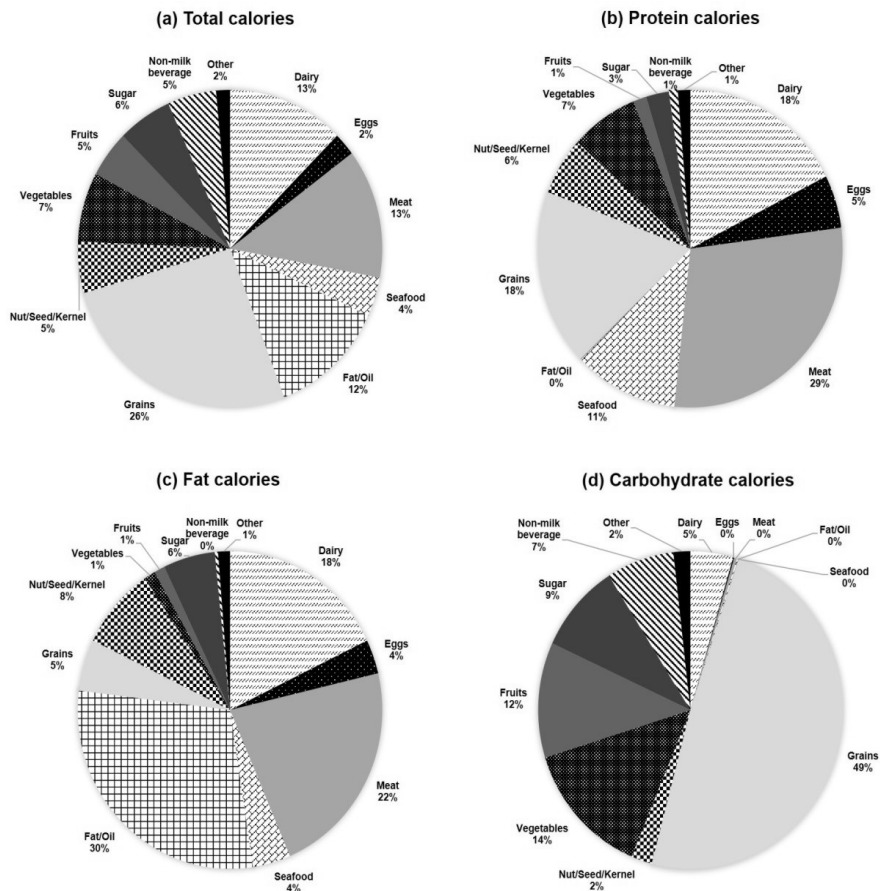 (a) Total calories
Dairy
13%
Eggs
2%
Meat
13%
Seafood
4%
Fat/Oil
12%
Grains
26%
Nut/Seed/Kernel
5%
Vegetables
7%
Fruits
5%
Sugar
6%
Non-milk
beverage
5%
Other
2%
(b) Protein calories
Dairy
18%
Eggs
5%
Meat
29%
Seafood
11%
Fat/Oil
0%
Grains
18%
Nut/Seed/Kernel
6%
Vegetables
7%
Fruits
1%
Sugar
3%
Non-milk
beverage
1%
Other
1%
(c) Fat calories
Dairy
18%
Eggs
4%
Meat
22%
Seafood
4%
Fat/Oil
30%
Grains
5%
Nut/Seed/Kernel
8%
Vegetables
1%
Fruits
1%
Sugar
6%
Non-milk
beverage
0%
Other
1%
(d) Carbohydrate calories
Dairy
5%
Eggs
0%
Meat
0%
Fat/Oil
0%
Seafood
0%
Grains
49%
Nut/Seed/Kernel
2%
Vegetables
14%
Fruits
12%
Sugar
9%
Non-milk
beverage
7%
Other
2%